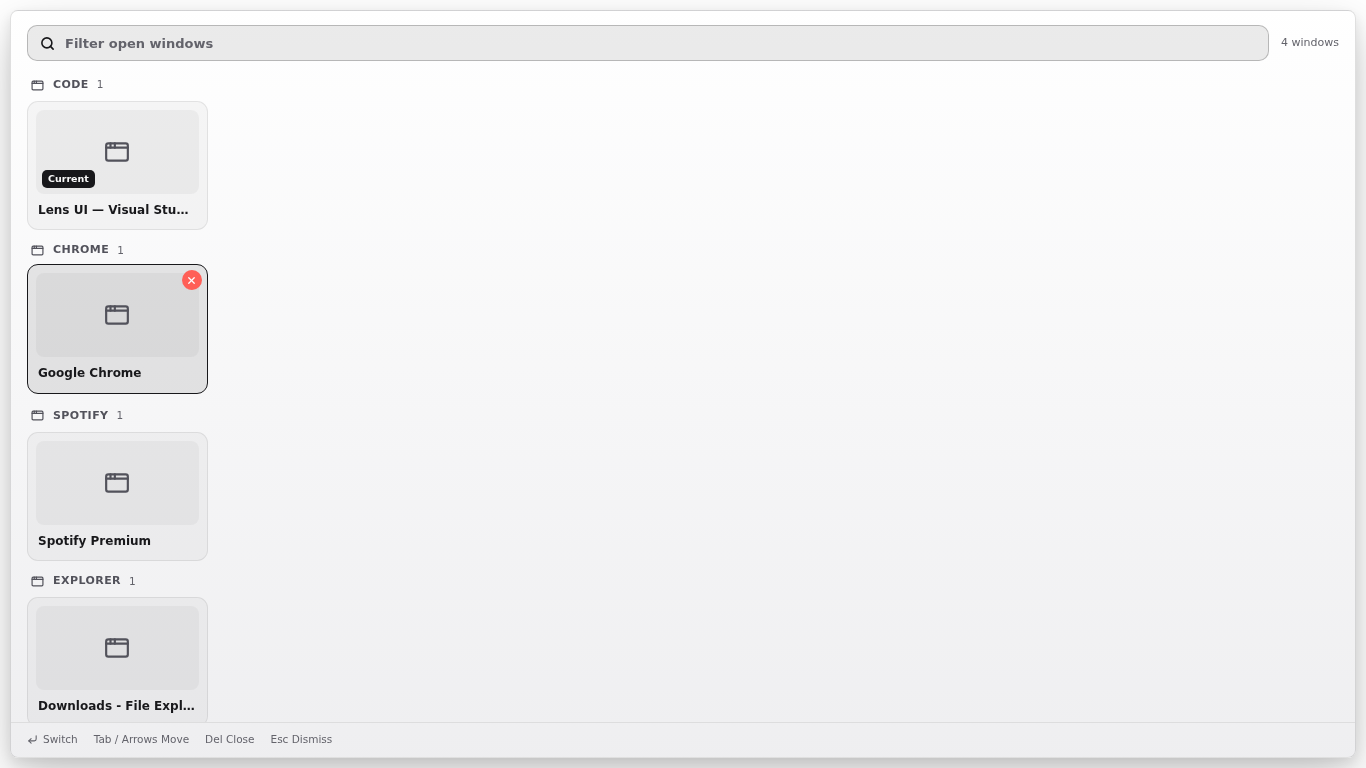 Filter open windows
4 windows
CODE 1
Current
Lens UI — Visual Stu…
CHROME 1
Google Chrome
SPOTIFY 1
Spotify Premium
EXPLORER 1
Downloads - File Expl…
Switch Tab / Arrows Move Del Close Esc Dismiss